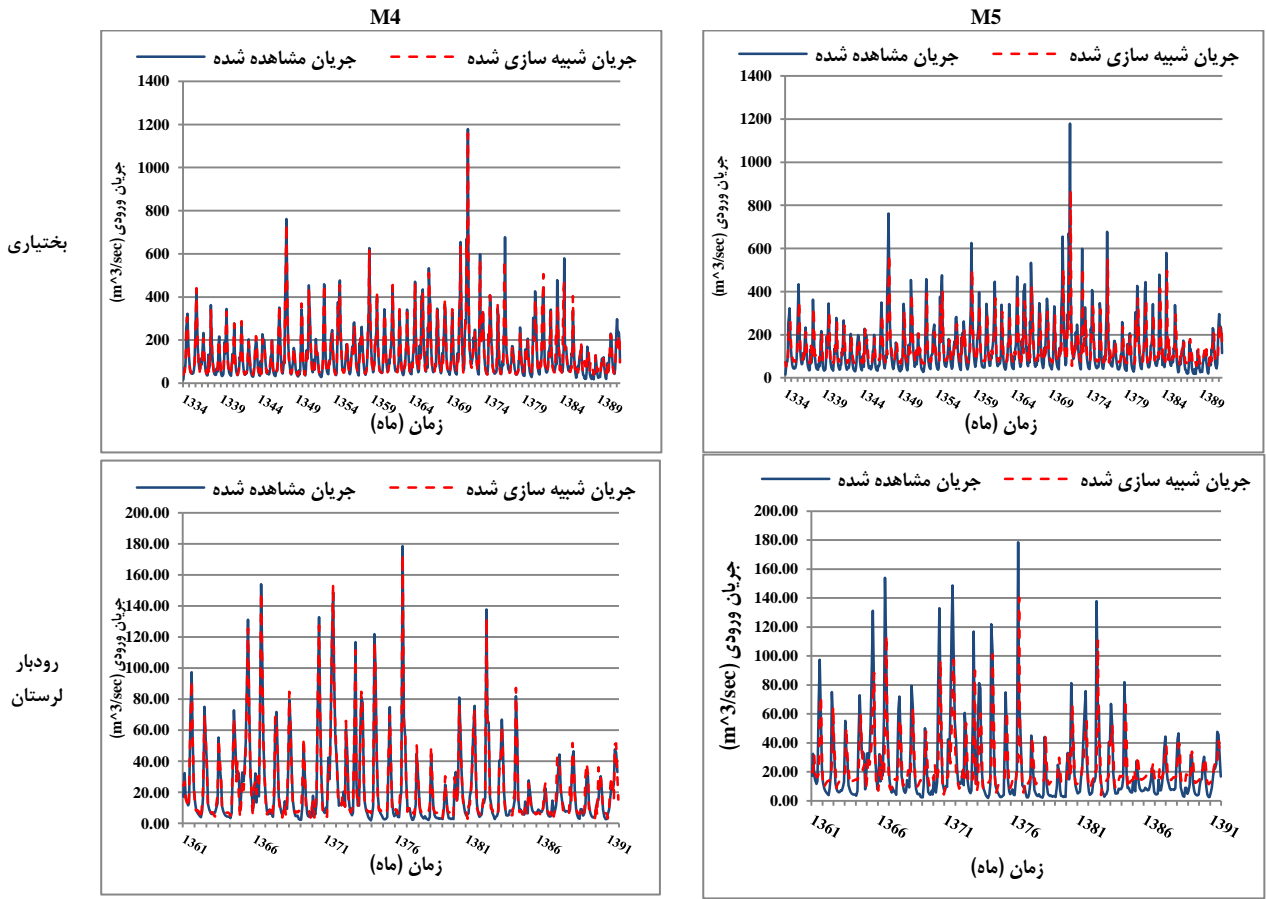 M4
M5
جریان مشاهده شده
جریان شبیه سازی شده
1400
1200
1000
800
600
400
200
0
جریان ورودی (m^3/sec)
1334 1339 1344 1349 1354 1359 1364 1369 1374 1379 1384 1389
زمان (ماه)
جریان مشاهده شده
جریان شبیه سازی شده
1400
1200
1000
800
600
400
200
0
جریان ورودی (m^3/sec)
1334 1339 1344 1349 1354 1359 1364 1369 1374 1379 1384 1389
زمان (ماه)
بختیاری
جریان مشاهده شده
جریان شبیه سازی شده
200.00
180.00
160.00
140.00
120.00
100.00
80.00
60.00
40.00
20.00
0.00
جریان ورودی (m^3/sec)
1361 1366 1371 1376 1381 1386 1391
زمان (ماه)
جریان مشاهده شده
جریان شبیه سازی شده
200.00
180.00
160.00
140.00
120.00
100.00
80.00
60.00
40.00
20.00
0.00
جریان ورودی (m^3/sec)
1361 1366 1371 1376 1381 1386 1391
زمان (ماه)
رودبار
لرستان